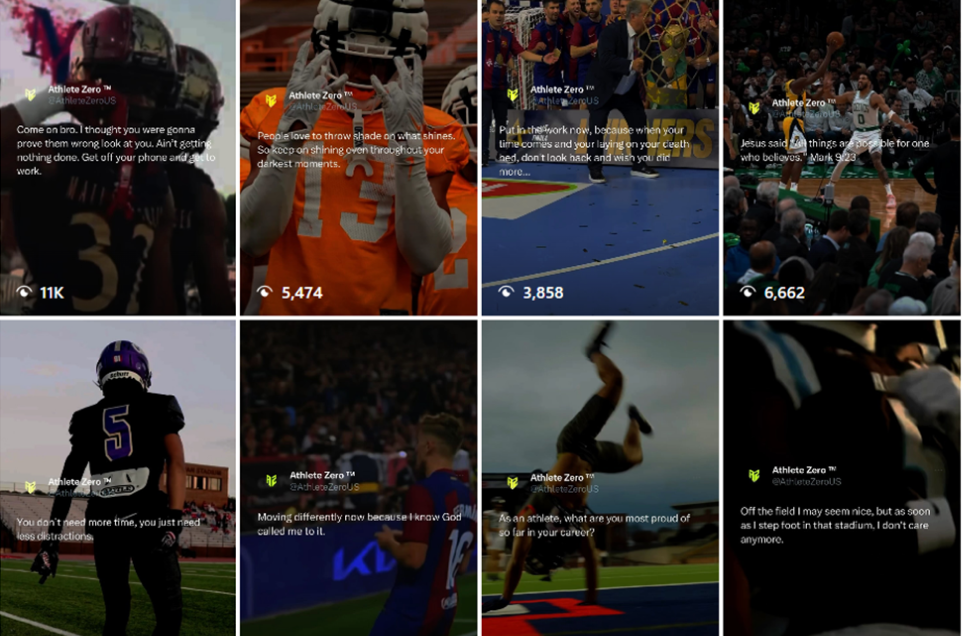 Athlete Zero ™
@AthleteZeroUS
Come on bro. I thought you were gonna
prove them wrong look at you. Ain't getting
nothing done. Get off your phone and get to
work.
11K
Athlete Zero ™
@AthleteZeroUS
People love to throw shade on what shines.
So keep on shining even throughout your
darkest moments.
13
5,474
Athlete Zero ™
@AthleteZeroUS
Put in the work now, because when your
time comes and your laying on your death
bed, don't look back and wish you did
more...
3,858
Athlete Zero ™
@AthleteZeroUS
Jesus said "All things are possible for one
who believes." Mark 9:23
0
6,662
5
Athlete Zero ™
@AthleteZeroUS
You don't need more time, you just need
less distractions.
Athlete Zero ™
@AthleteZeroUS
Moving differently now because I know God
called me to it.
16
Athlete Zero ™
@AthleteZeroUS
As an athlete, what are you most proud of
so far in your career?
Athlete Zero ™
@AthleteZeroUS
Off the field I may seem nice, but as soon
as I step foot in that stadium, I don't care
anymore.